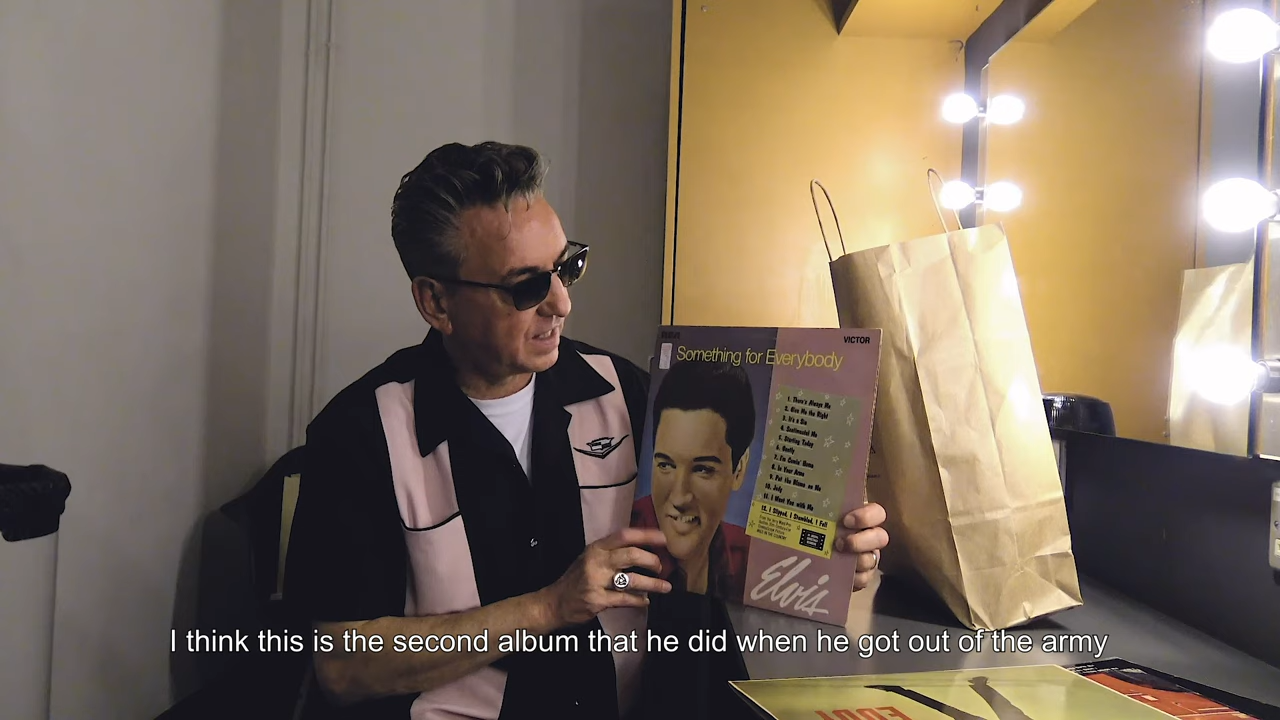 RCA
VICTOR
Something for Everybody
1. There's Always Me
2. Give Me the Right
3. It's a Sin
4. Sentimental Me
5. Starting Today
6. Gently
7. I'm Comin' Home
8. In Your Arms
9. Put the Blame on Me
10. Judy
11. I Want You with Me
12. I Slipped, I Stumbled, I Fell
Elvis
I think this is the second album that he did when he got out of the army